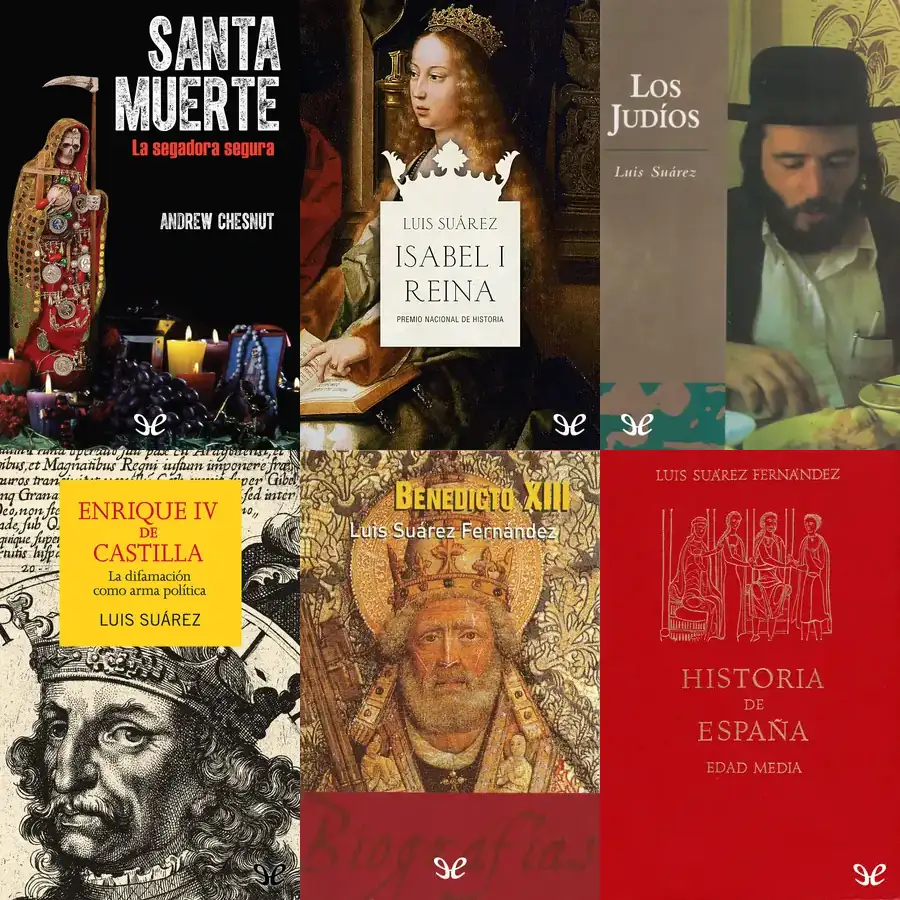 SANTA
MUERTE
La segadora segura
ANDREW CHESNUT
LUIS SUÁREZ
ISABEL I
REINA
PREMIO NACIONAL DE HISTORIA
LOS
JUDÍOS
Luis Suárez
ENRIQUE IV
DE
CASTILLA
La difamación
como arma política
LUIS SUÁREZ
BENEDICTO XIII
Luis Suárez Fernández
Biografías
LUIS SUÁREZ FERNÁNDEZ
HISTORIA
DE
ESPAÑA
EDAD MEDIA